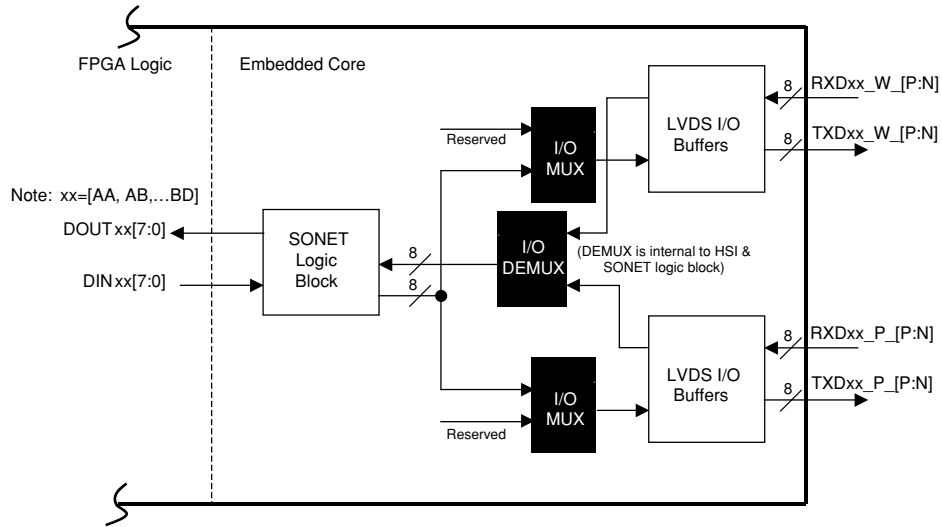 FPGA Logic
Embedded Core
8
RXDxx_W_[P:N]
Reserved
I/O
MUX
LVDS I/O
Buffers
8
TXDxx_W_[P:N]
Note: xx=[AA, AB,...BD]
DOUTxx[7:0]
SONET
Logic
Block
8
I/O
DEMUX
(DEMUX is internal to HSI &
SONET logic block)
DINxx[7:0]
8
8
RXDxx_P_[P:N]
LVDS I/O
Buffers
I/O
MUX
8
TXDxx_P_[P:N]
Reserved